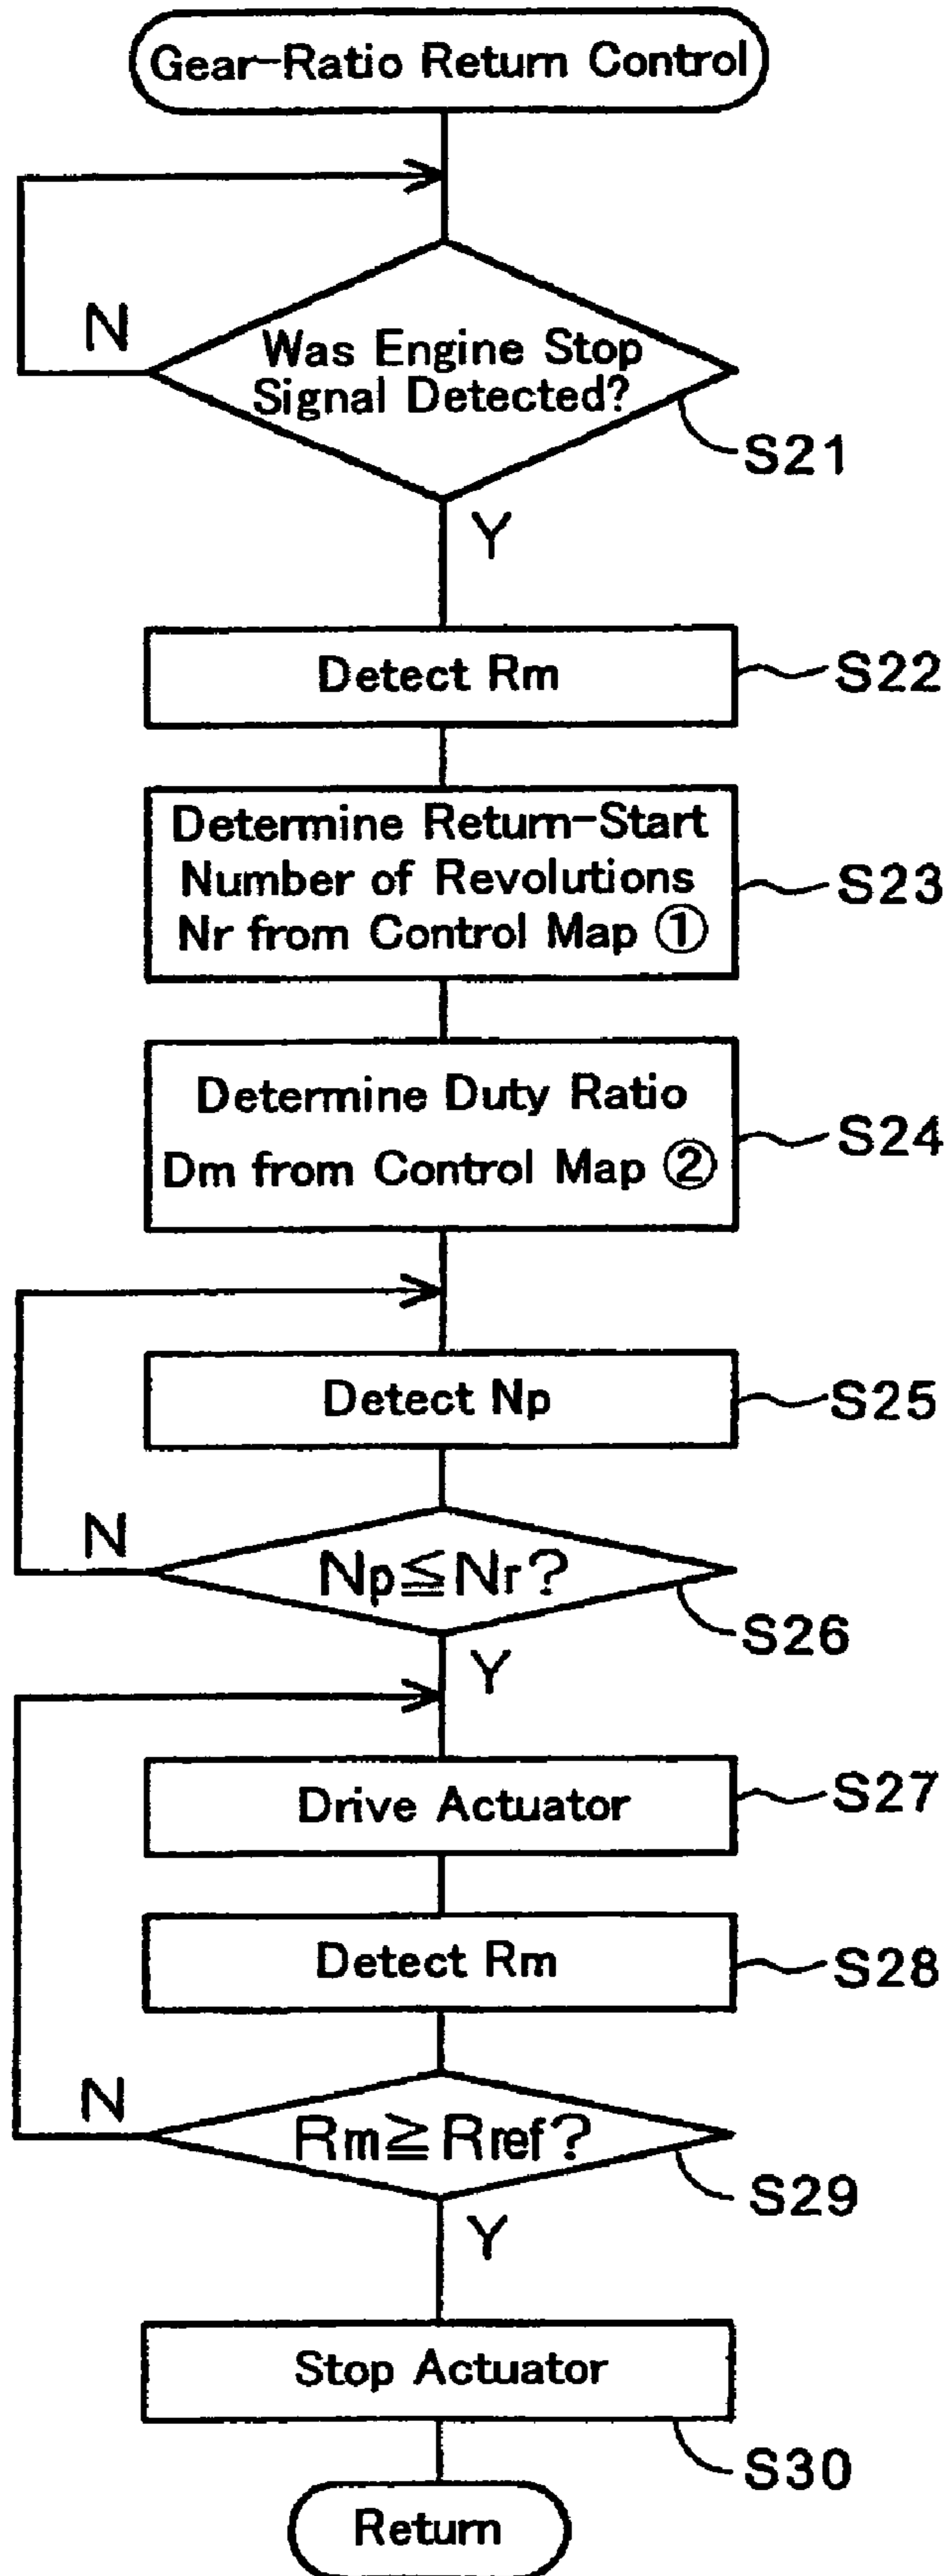 Gear-Ratio Return Control
N
Was Engine Stop
Signal Detected?
S21
Y
Detect Rm
S22
Determine Return-Start
Number of Revolutions
Nr from Control Map ①
S23
Determine Duty Ratio
Dm from Control Map ②
S24
Detect Np
S25
N
Np≦Nr?
S26
Y
Drive Actuator
S27
Detect Rm
S28
N
Rm≧Rref?
S29
Y
Stop Actuator
S30
Return